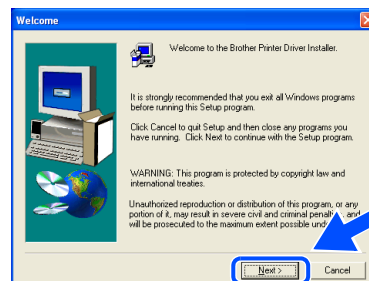 Welcome
Welcome to the Brother Printer Driver Installer.
It is strongly recommended that you exit all Windows programs
before running this Setup program.
Click Cancel to quit Setup and then close any programs you
have running. Click Next to continue with the Setup program.
WARNING: This program is protected by copyright law and
international treaties.
Unauthorized reproduction or distribution of this program, or any
portion of it, may result in severe civil and criminal penalties, and
will be prosecuted to the maximum extent possible
Next >
Cancel